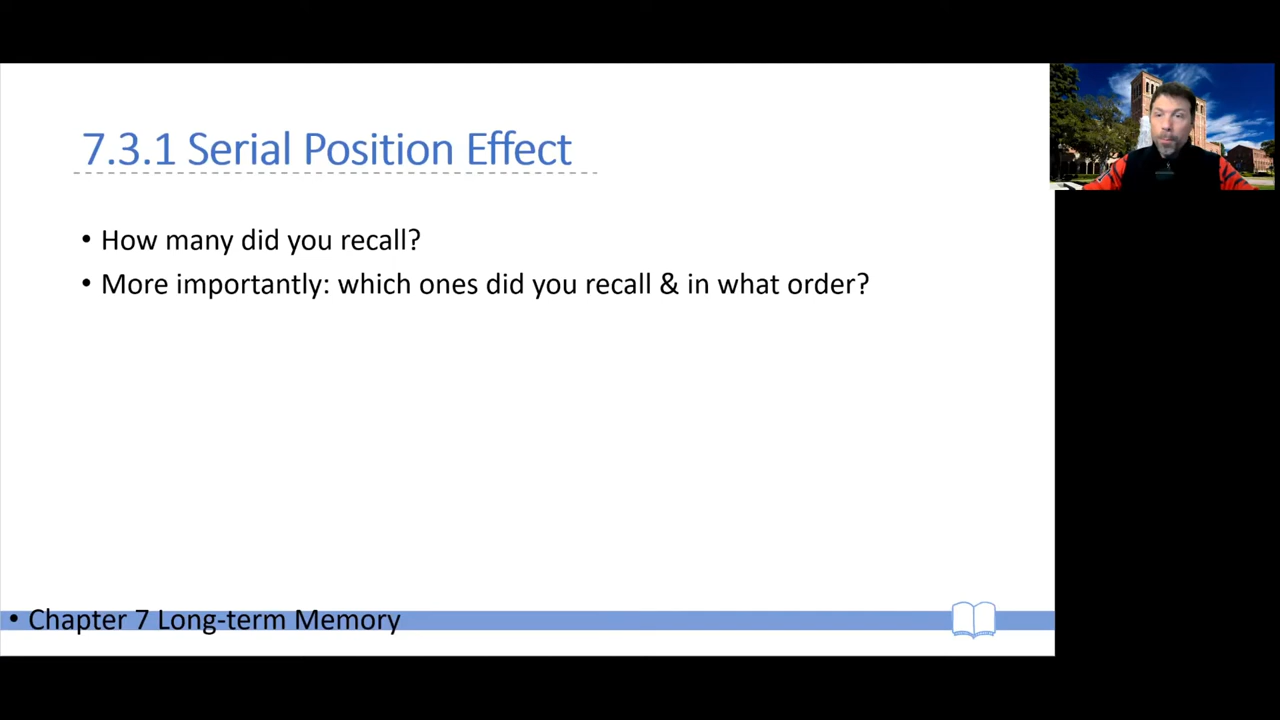 7.3.1 Serial Position Effect
• How many did you recall?
• More importantly: which ones did you recall & in what order?
• Chapter 7 Long-term Memory